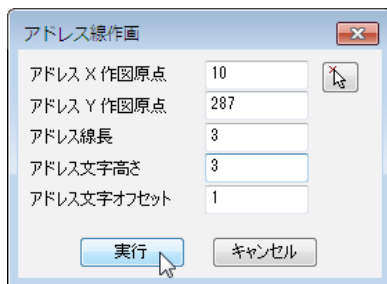 アドレス線作画
アドレス X 作図原点 10
アドレス Y 作図原点 287
アドレス線長 3
アドレス文字高さ 3
アドレス文字オフセット 1
実行 キャンセル